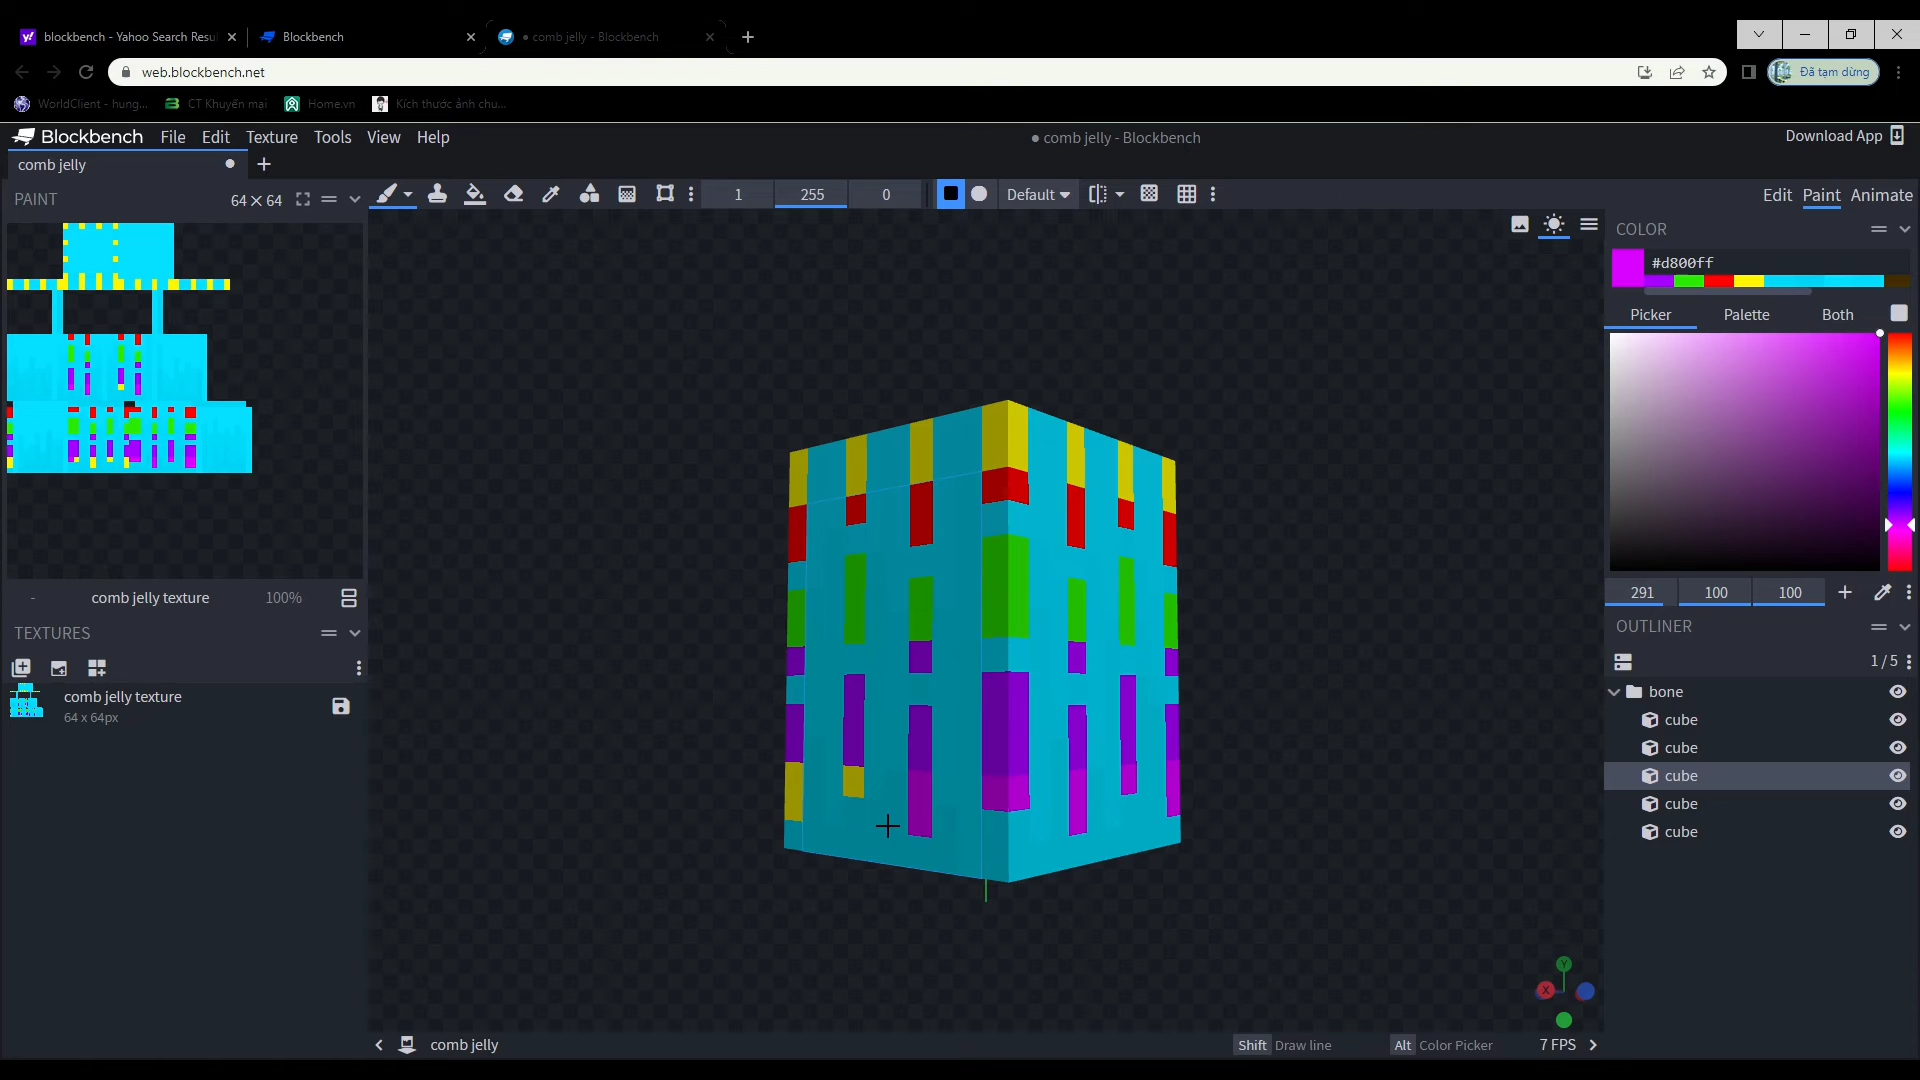 blockbench - Yahoo Search Resu
Blockbench
comb jelly - Blockbench
web.blockbench.net
Đã tạm dừng
WorldClient - hung...
CT Khuyến mại
Home.vn
Kích thước ảnh chu...
Blockbench
File
Edit
Texture
Tools
View
Help
comb jelly - Blockbench
Download App
comb jelly
PAINT
64 × 64
1
255
0
Default
Edit
Paint
Animate
COLOR
#d800ff
Picker
Palette
Both
291
100
100
-
comb jelly texture
100%
TEXTURES
comb jelly texture
64 x 64px
OUTLINER
1 / 5
bone
cube
cube
cube
cube
cube
Y
X
comb jelly
Shift Draw line
Alt Color Picker
7 FPS